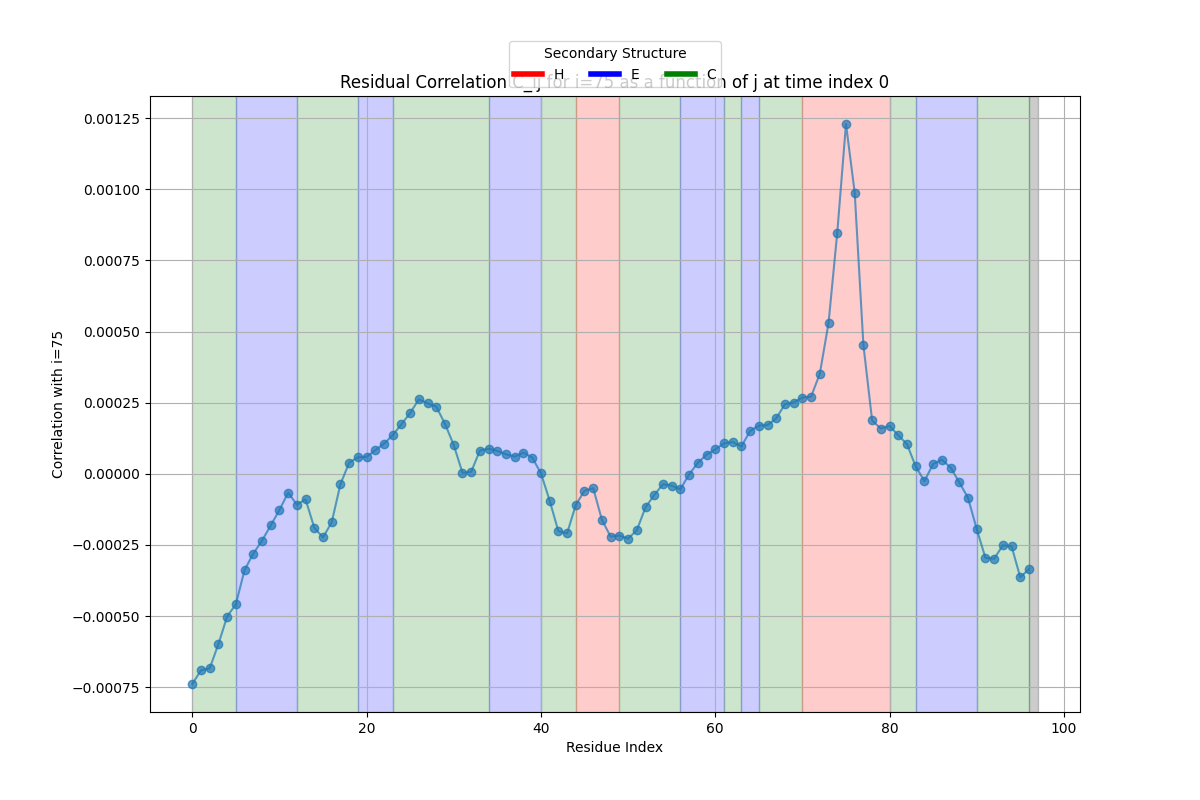 Secondary Structure
H E C
Residual Correlation C_ij for i=75 as a function of j at time index 0
0.00125
0.00100
0.00075
0.00050
0.00025
0.00000
−0.00025
−0.00050
−0.00075
Correlation with i=75
0 20 40 60 80 100
Residue Index